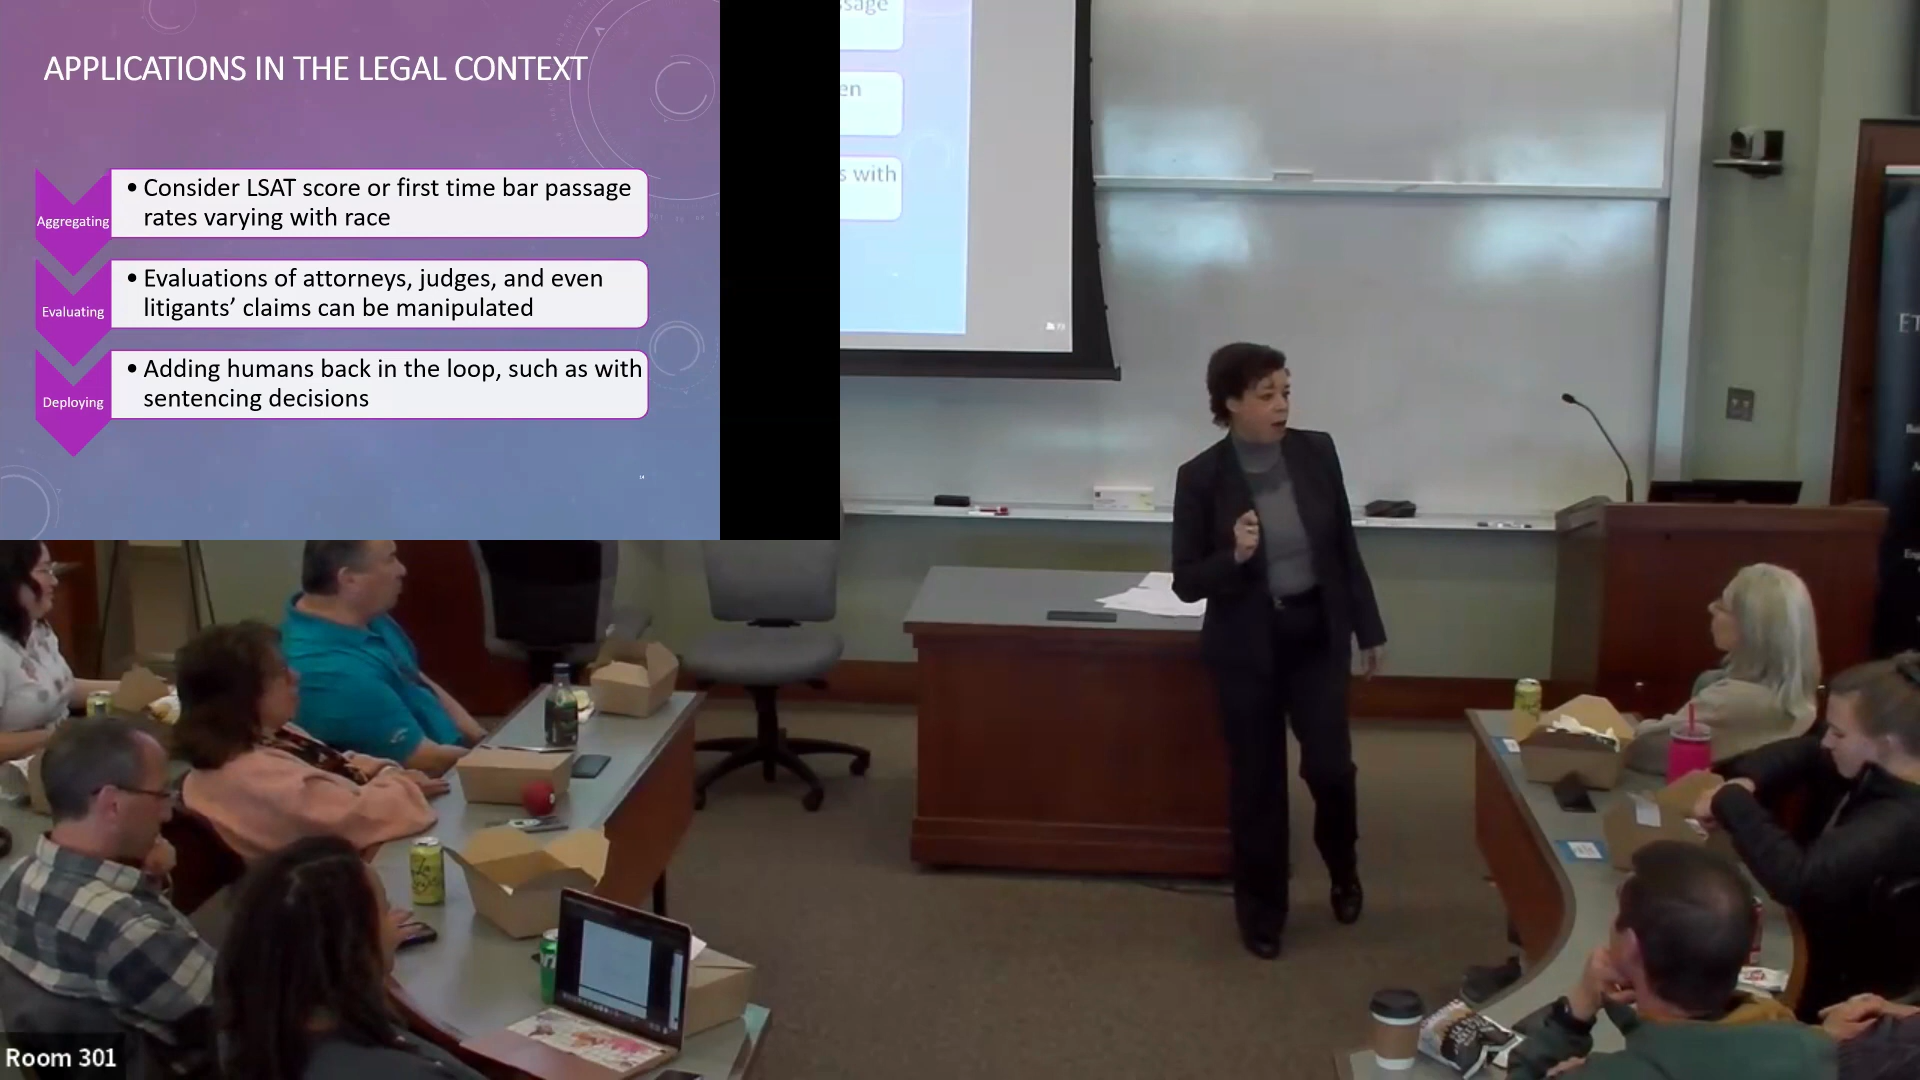 APPLICATIONS IN THE LEGAL CONTEXT
Aggregating
• Consider LSAT score or first time bar passage
rates varying with race
Evaluating
• Evaluations of attorneys, judges, and even
litigants’ claims can be manipulated
Deploying
• Adding humans back in the loop, such as with
sentencing decisions
14
ssage
en
s with
ET
Room 301